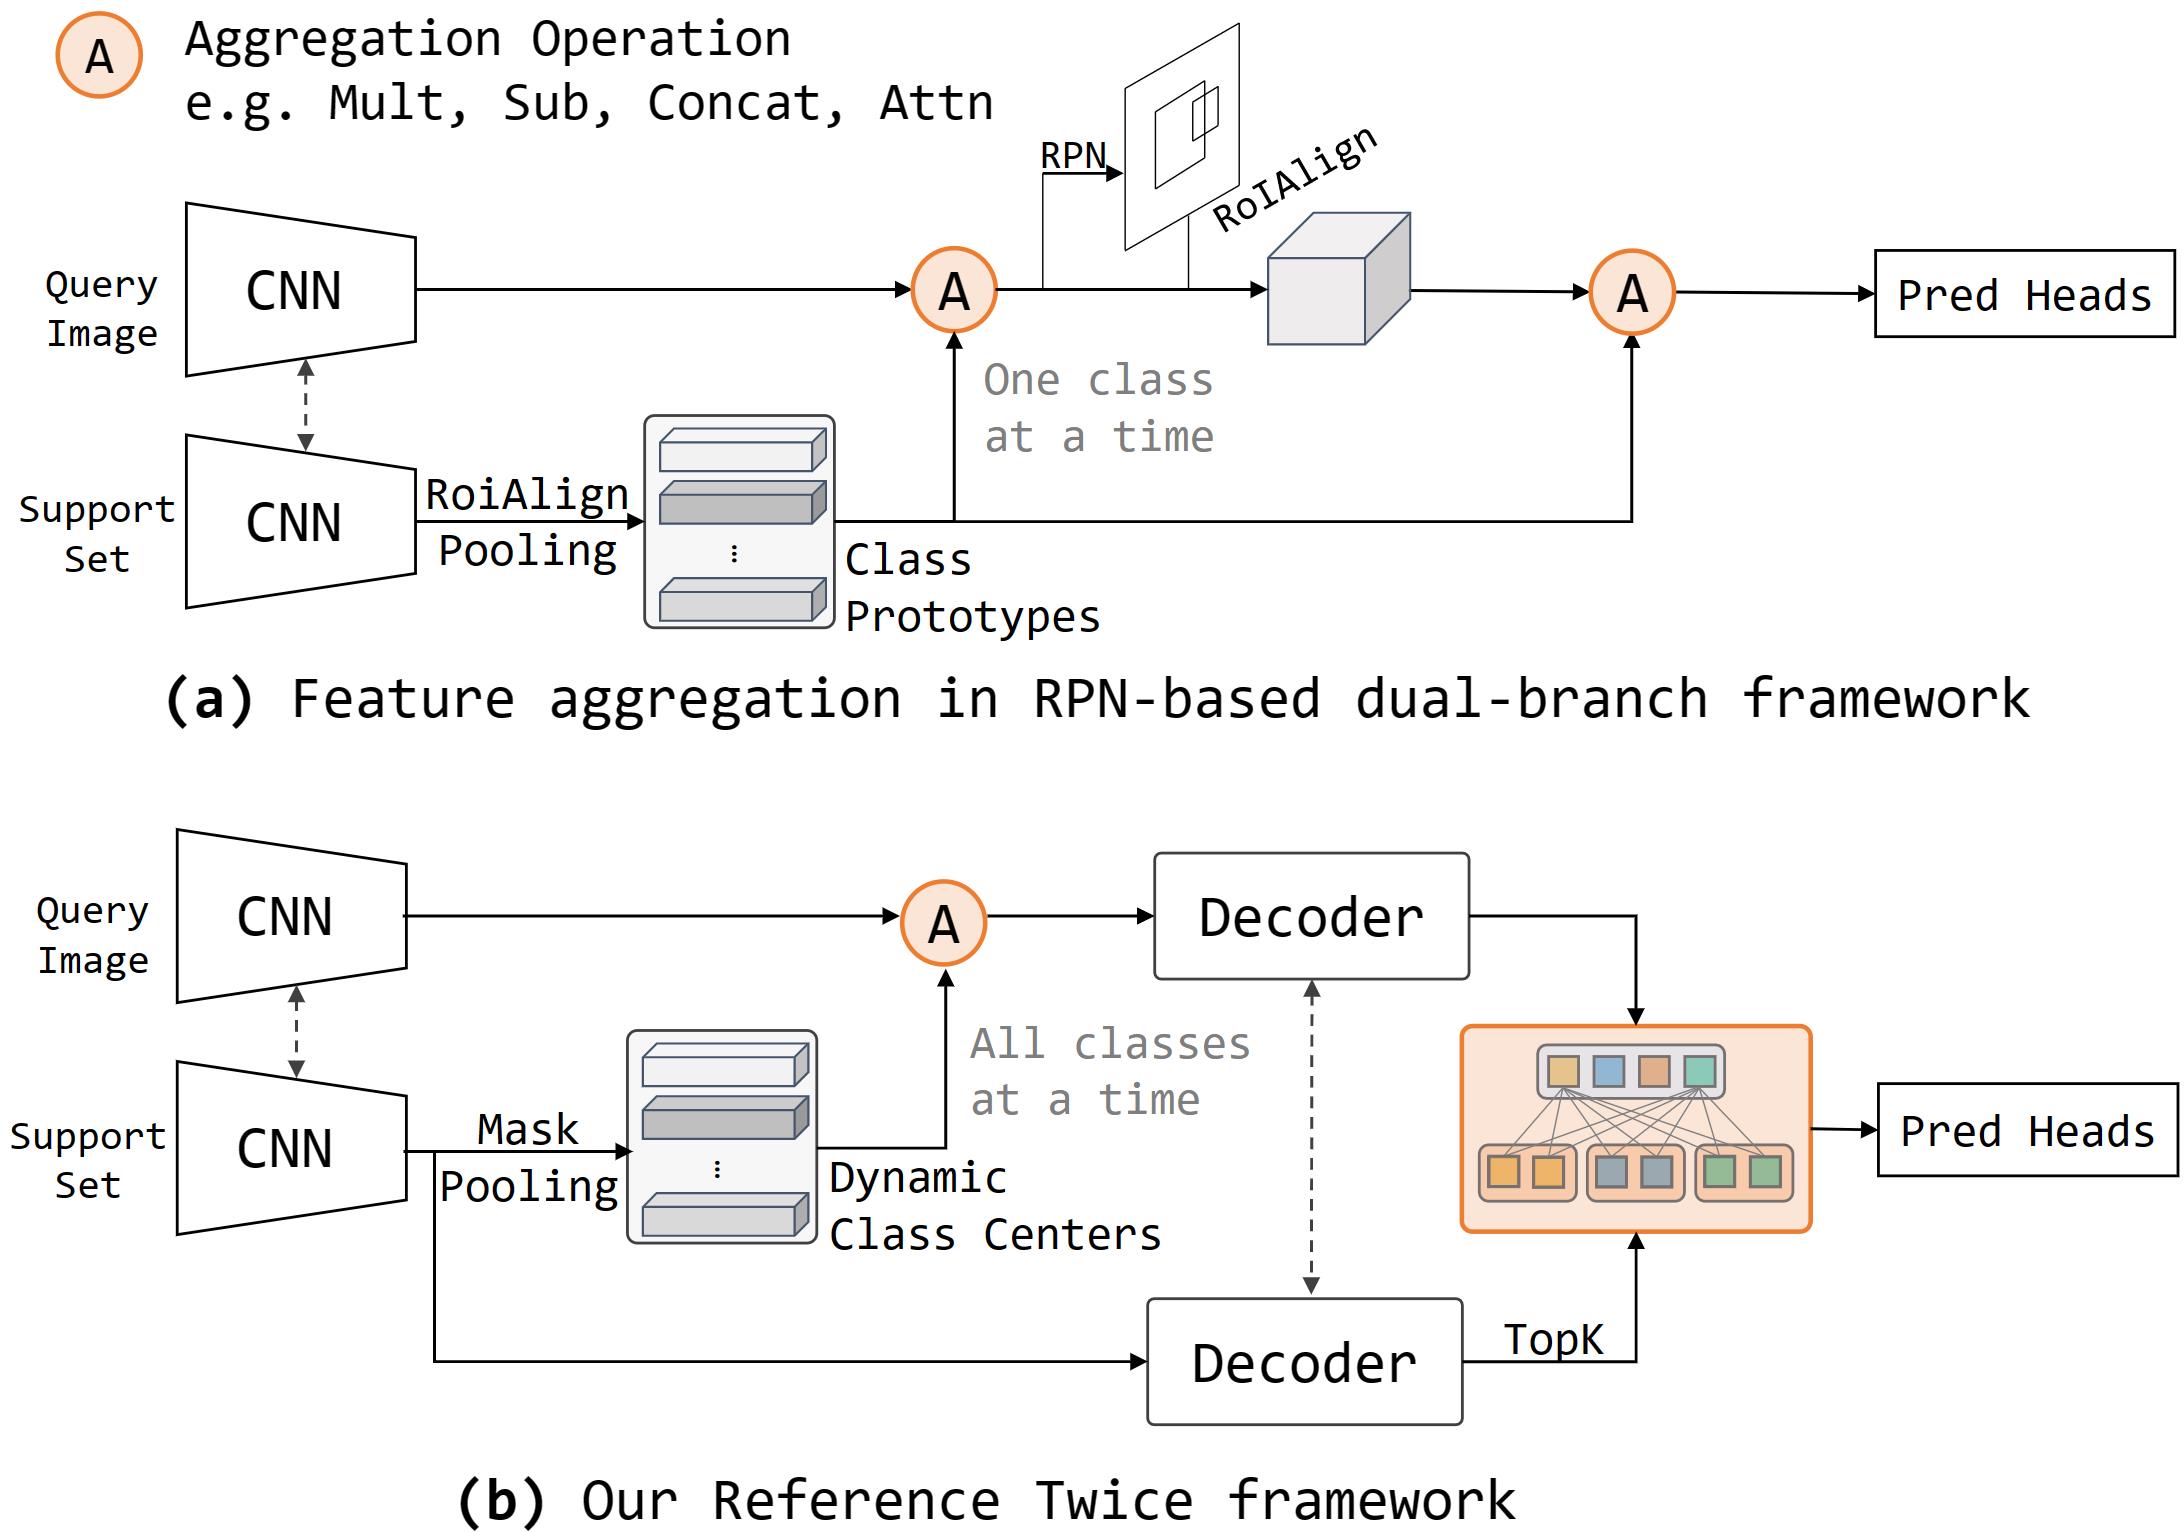 A
Aggregation Operation
e.g. Mult, Sub, Concat, Attn
RPN
RoIAlign
Query
Image
CNN
A
A
Pred Heads
One class
at a time
Support
Set
CNN
RoiAlign
Pooling
...
Class
Prototypes
(a) Feature aggregation in RPN-based dual-branch framework
Query
Image
CNN
A
Decoder
All classes
at a time
Support
Set
CNN
Mask
Pooling
...
Dynamic
Class Centers
Pred Heads
Decoder
TopK
(b) Our Reference Twice framework